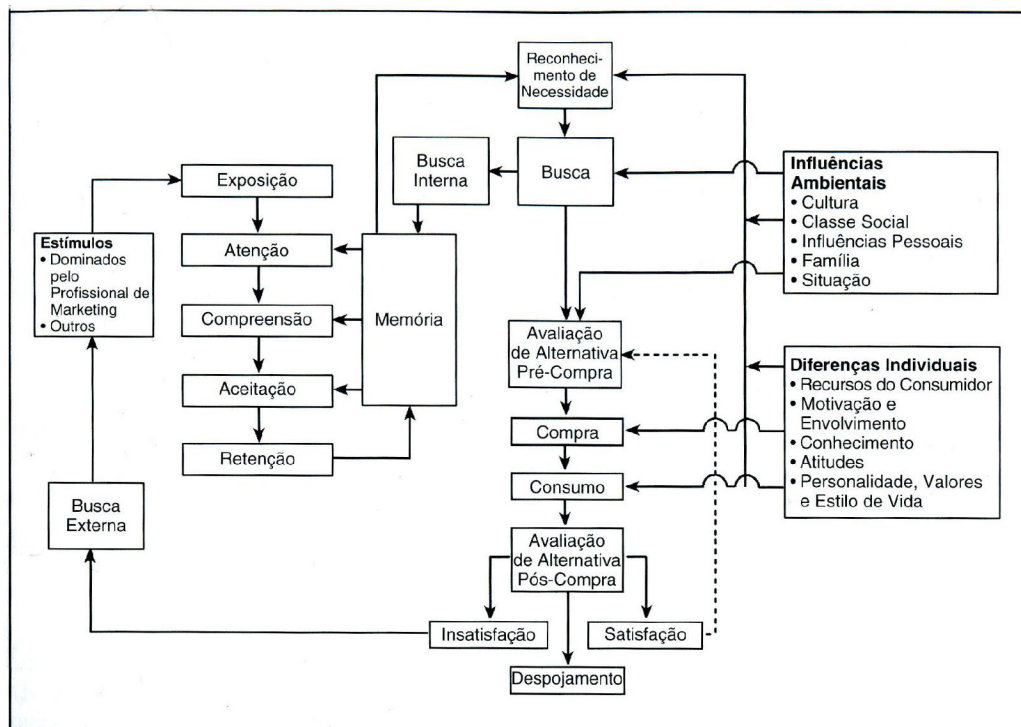 Reconheci-
mento de
Necessidade
Busca
Interna
Busca
Exposição
Atenção
Compreensão
Aceitação
Retenção
Memória
Estímulos
• Dominados
pelo
Profissional de
Marketing
• Outros
Busca
Externa
Influências
Ambientais
• Cultura
• Classe Social
• Influências Pessoais
• Família
• Situação
Avaliação
de Alternativa
Pré-Compra
Compra
Consumo
Avaliação
de Alternativa
Pós-Compra
Insatisfação
Satisfação
Despojamento
Diferenças Individuais
• Recursos do Consumidor
• Motivação e
Envolvimento
• Conhecimento
• Atitudes
• Personalidade, Valores
e Estilo de Vida